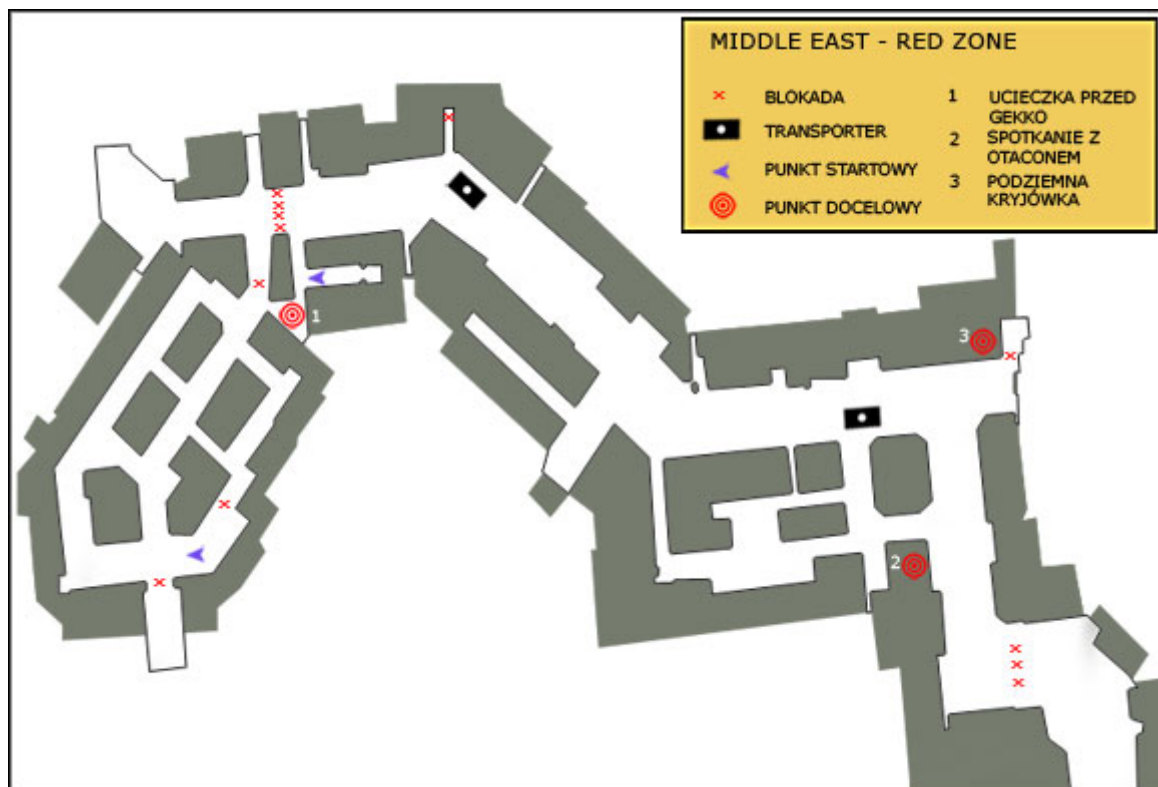 MIDDLE EAST - RED ZONE
BLOKADA
TRANSPORTER
PUNKT STARTOWY
PUNKT DOCELOWY
1 UCIECZKA PRZED
GEKKO
2 SPOTKANIE Z
OTACONEM
3 PODZIEMNA
KRYJÓWKA
1
3
2